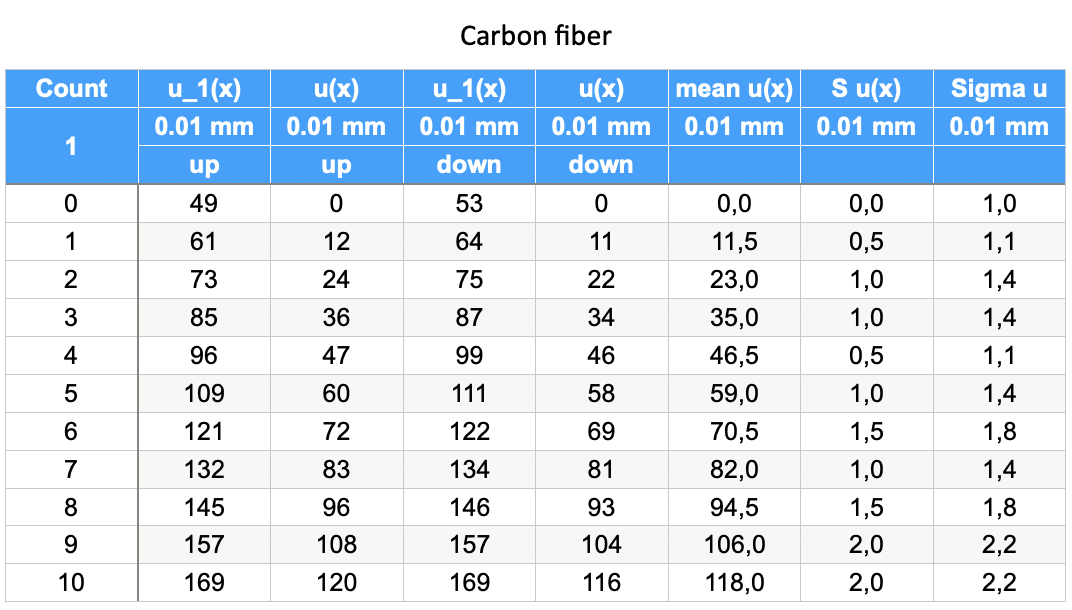 Carbon fiber
Count u_1(x) u(x) u_1(x) u(x) mean u(x) S u(x) Sigma u
1 0.01 mm 0.01 mm 0.01 mm 0.01 mm 0.01 mm 0.01 mm 0.01 mm
up up down down
0 49 0 53 0 0,0 0,0 1,0
1 61 12 64 11 11,5 0,5 1,1
2 73 24 75 22 23,0 1,0 1,4
3 85 36 87 34 35,0 1,0 1,4
4 96 47 99 46 46,5 0,5 1,1
5 109 60 111 58 59,0 1,0 1,4
6 121 72 122 69 70,5 1,5 1,8
7 132 83 134 81 82,0 1,0 1,4
8 145 96 146 93 94,5 1,5 1,8
9 157 108 157 104 106,0 2,0 2,2
10 169 120 169 116 118,0 2,0 2,2